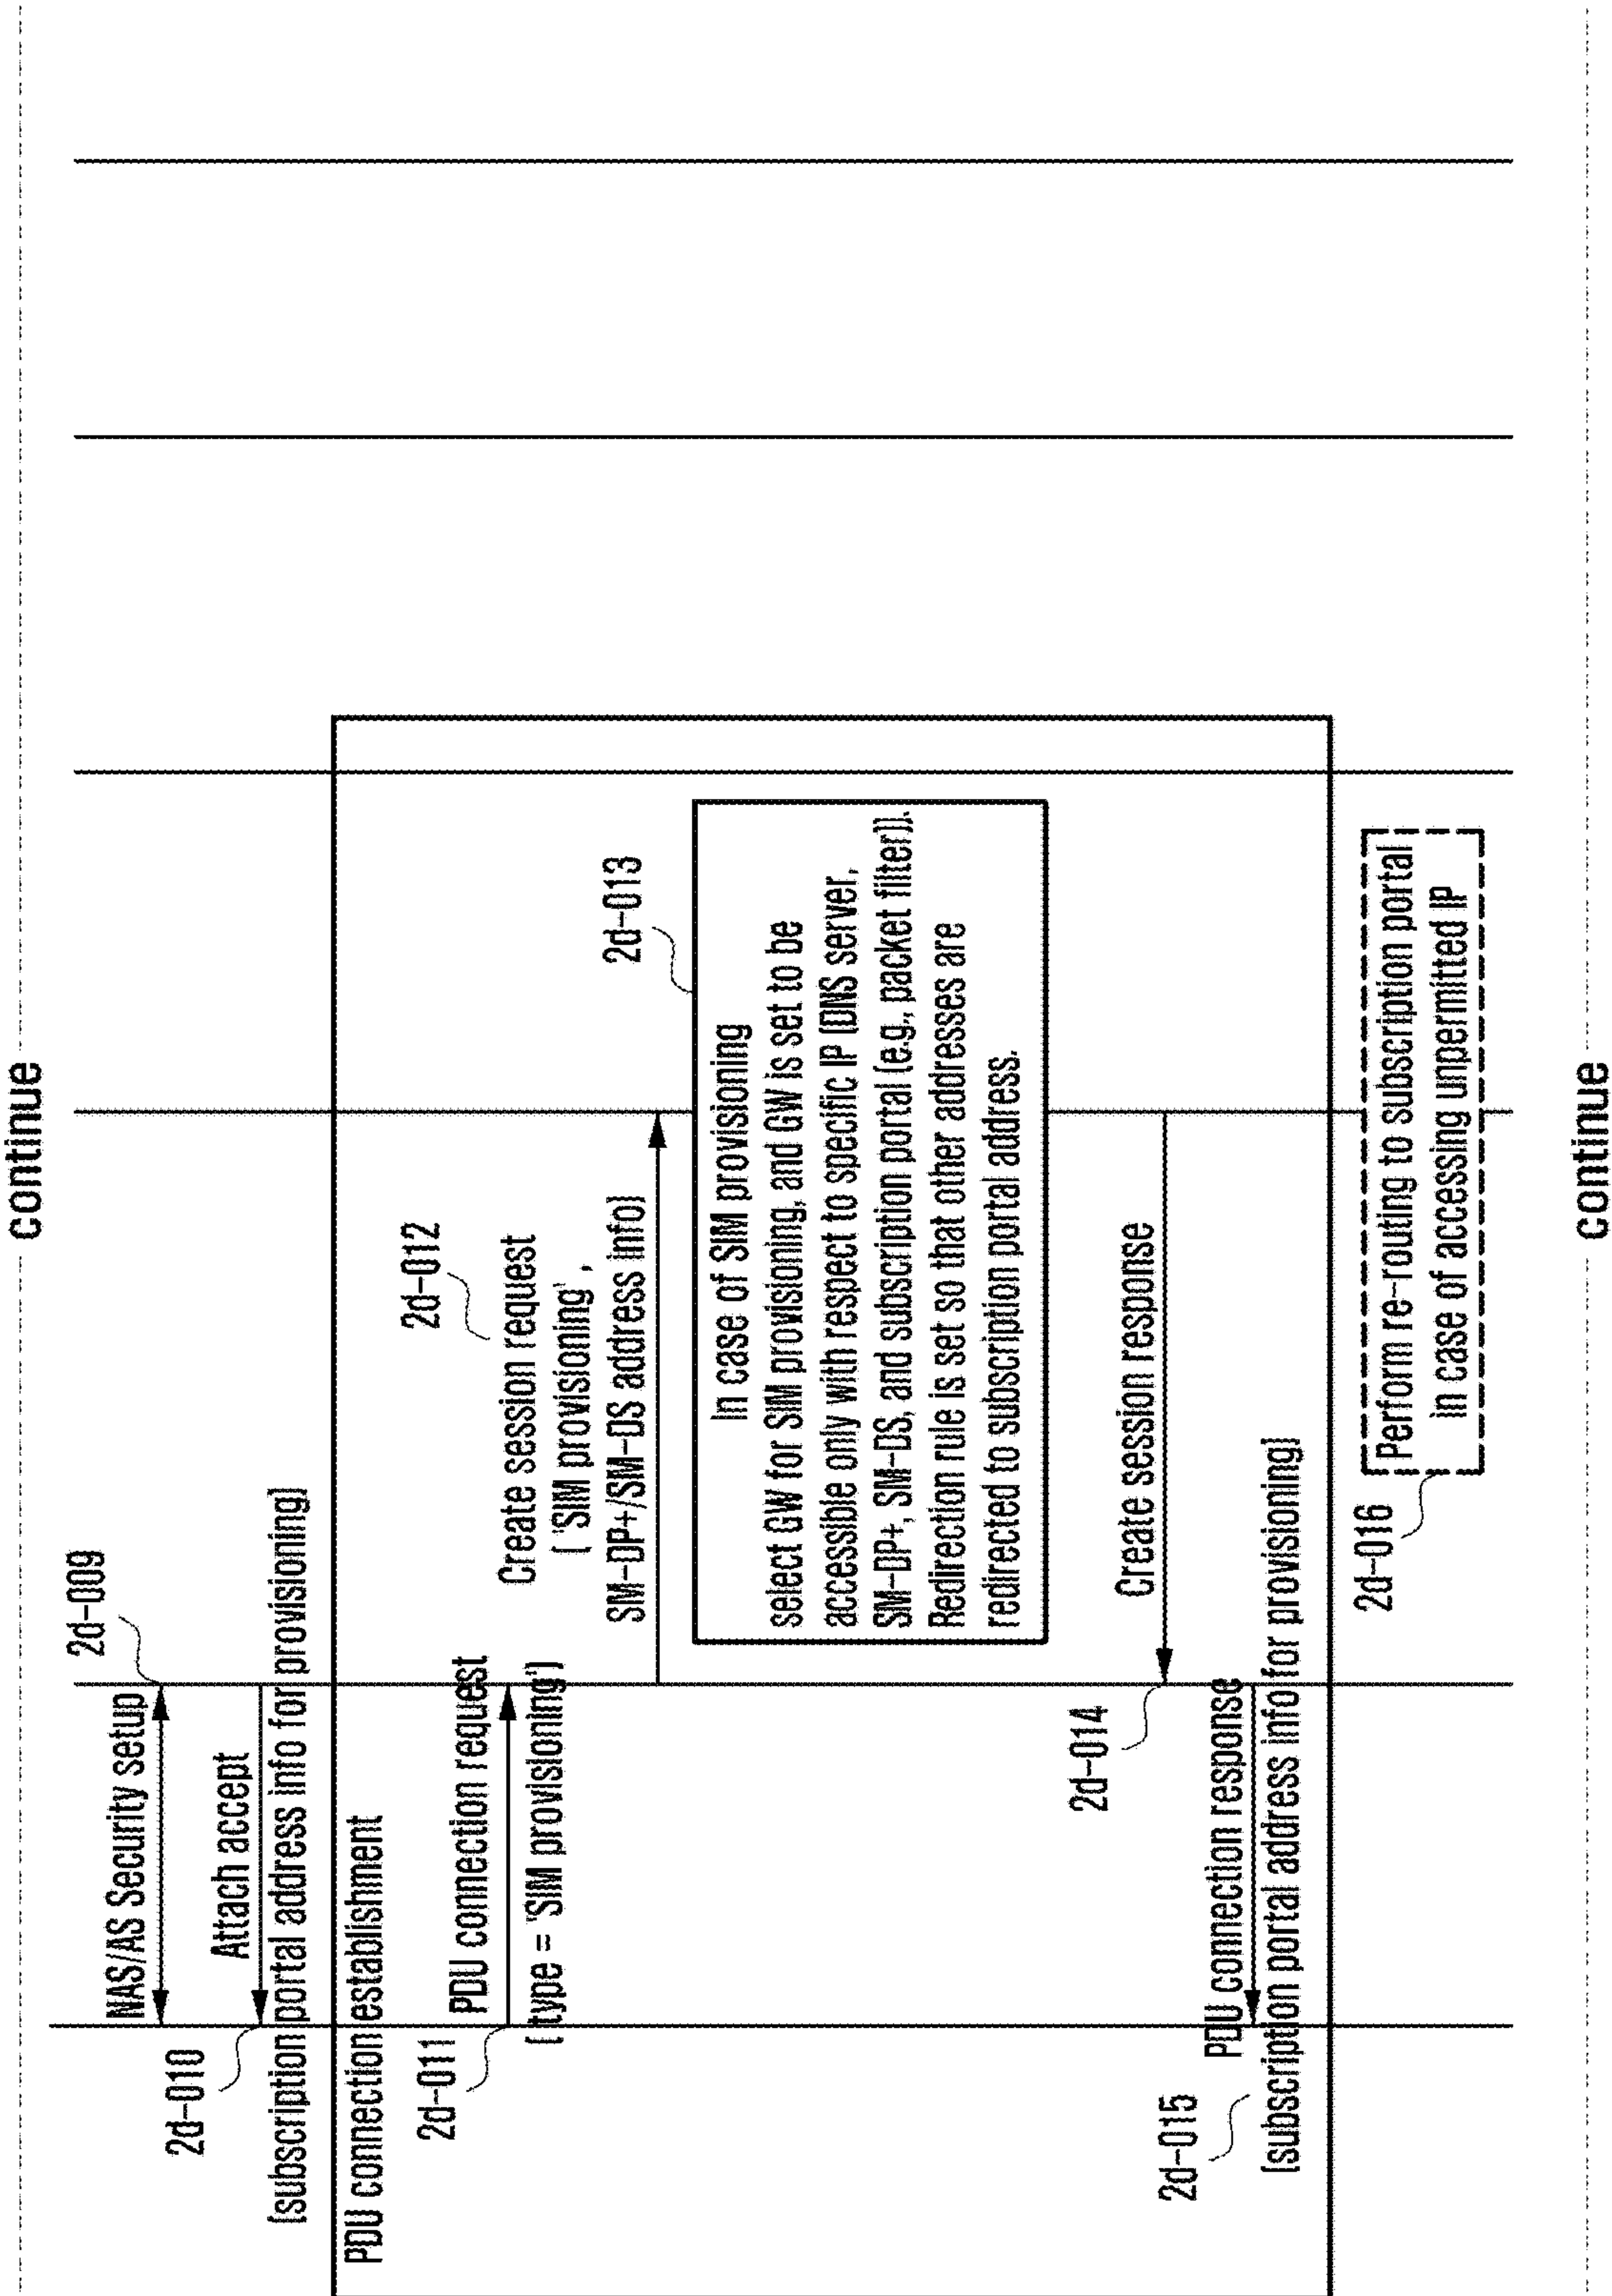 continue
2d-009
NAS/AS Security setup
2d-010
Attach accept
(subscription portal address info for provisioning)
PDU connection establishment
2d-011
PDU connection request
( type = 'SIM provisioning')
2d-012
Create session request
( 'SIM provisioning' ,
SM-DP+/SM-DS address info)
2d-013
In case of SIM provisioning
select GW for SIM provisioning, and GW is set to be
accessible only with respect to specific IP (DNS server,
SM-DP+, SM-DS, and subscription portal (e.g., packet filter)).
Redirection rule is set so that other addresses are
redirected to subscription portal address.
2d-014
Create session response
2d-015
PDU connection response
(subscription portal address info for provisioning)
2d-016
Perform re-routing to subscription portal
in case of accessing unpermitted IP
continue